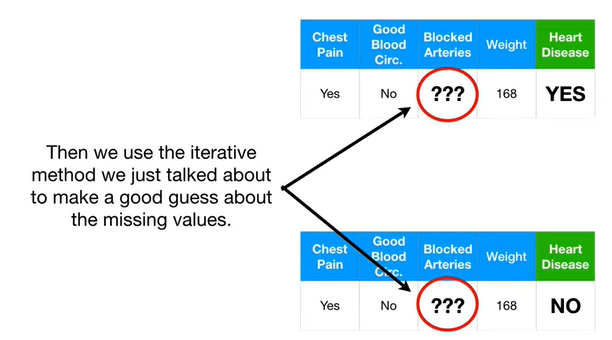 Chest Pain Good Blood Circ. Blocked Arteries Weight Heart Disease
Yes No ??? 168 YES
Then we use the iterative
method we just talked about
to make a good guess about
the missing values.
Chest Pain Good Blood Circ. Blocked Arteries Weight Heart Disease
Yes No ??? 168 NO